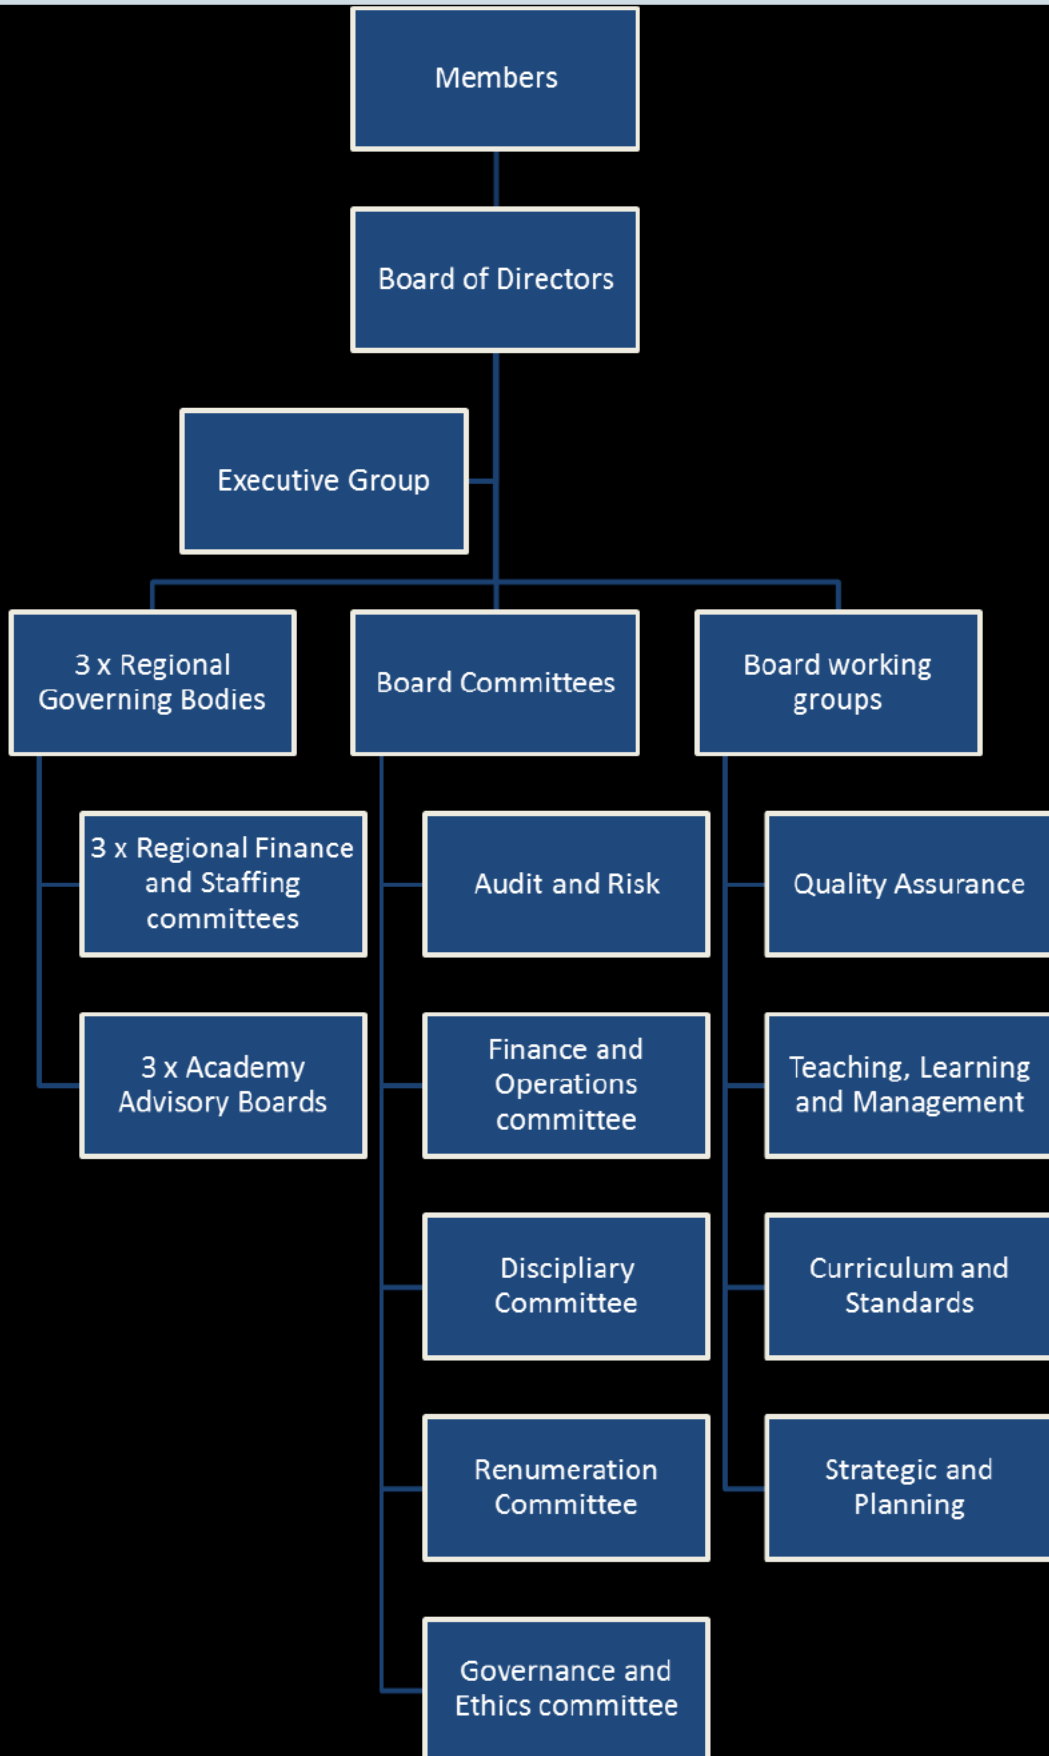 Members
Board of Directors
Executive Group
3 x Regional
Governing Bodies
Board Committees
Board working
groups
3 x Regional Finance
and Staffing
committees
3 x Academy
Advisory Boards
Audit and Risk
Finance and
Operations
committee
Discipliary
Committee
Renumeration
Committee
Governance and
Ethics committee
Quality Assurance
Teaching, Learning
and Management
Curriculum and
Standards
Strategic and
Planning